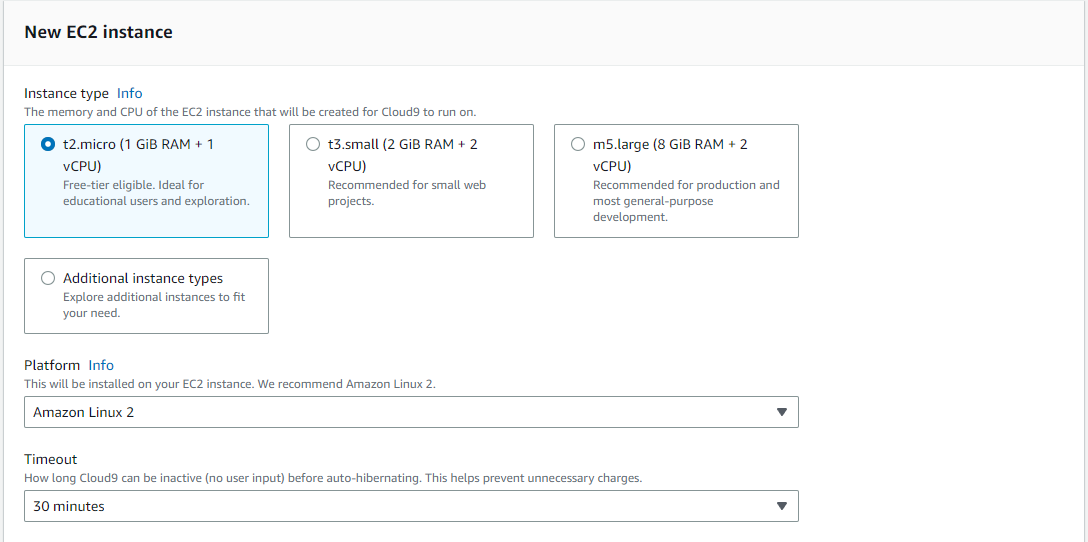 New EC2 instance
Instance type Info
The memory and CPU of the EC2 instance that will be created for Cloud9 to run on.
t2.micro (1 GiB RAM + 1
vCPU)
Free-tier eligible. Ideal for
educational users and exploration.
t3.small (2 GiB RAM + 2
vCPU)
Recommended for small web
projects.
m5.large (8 GiB RAM + 2
vCPU)
Recommended for production and
most general-purpose
development.
Additional instance types
Explore additional instances to fit
your need.
Platform Info
This will be installed on your EC2 instance. We recommend Amazon Linux 2.
Amazon Linux 2
Timeout
How long Cloud9 can be inactive (no user input) before auto-hibernating. This helps prevent unnecessary charges.
30 minutes